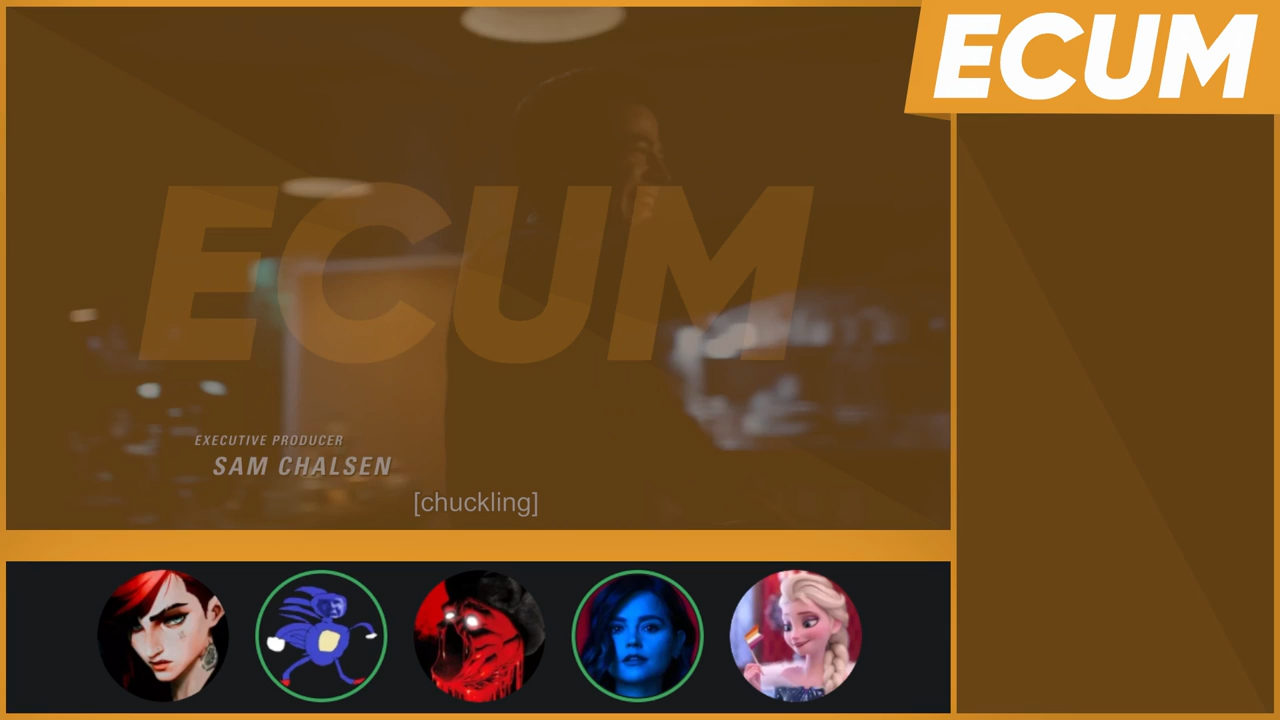 ECUM
ECUM
EXECUTIVE PRODUCER
SAM CHALSEN
[chuckling]